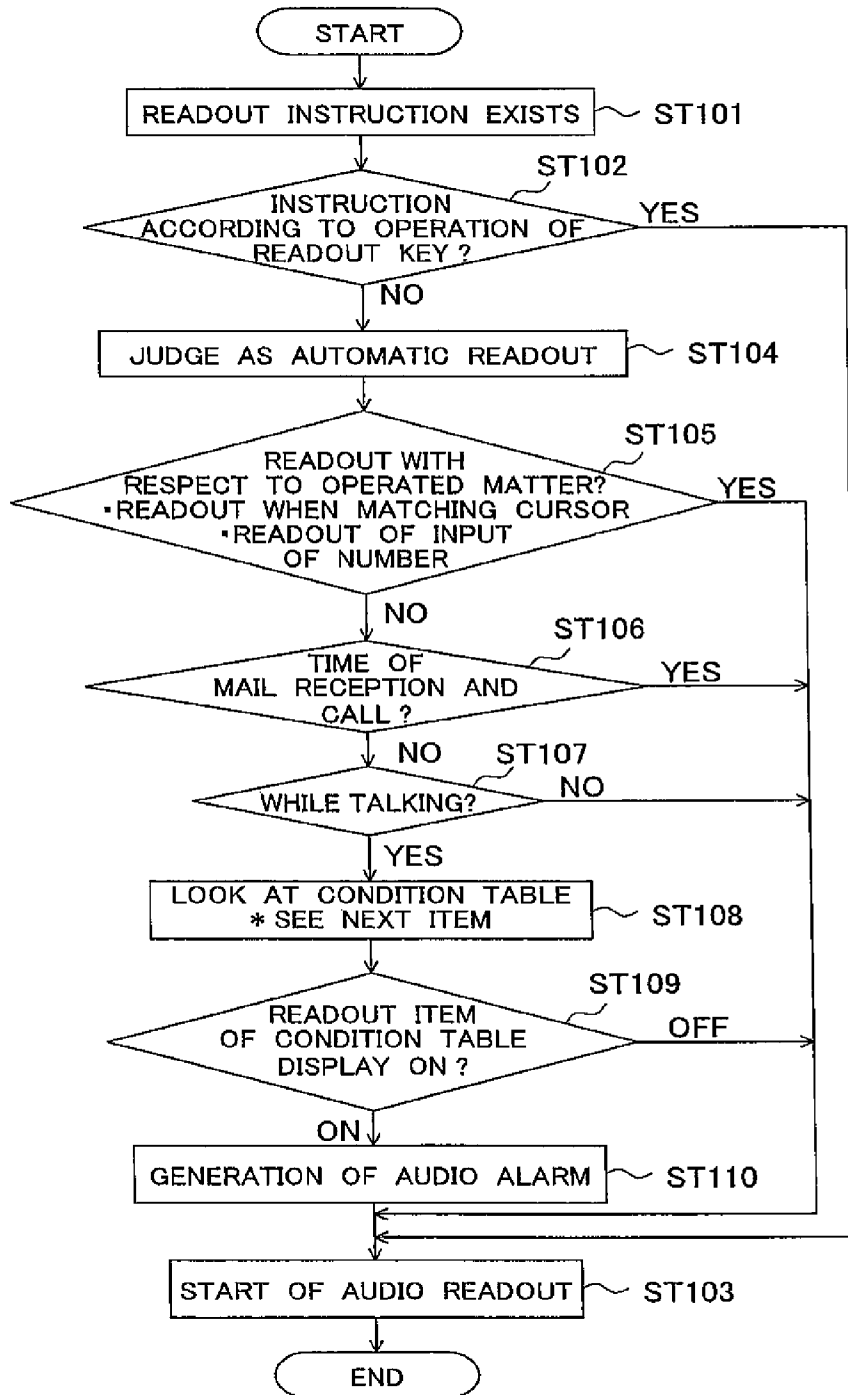 START
READOUT INSTRUCTION EXISTS
ST101
ST102
INSTRUCTION
ACCORDING TO OPERATION OF
READOUT KEY?
YES
NO
JUDGE AS AUTOMATIC READOUT
ST104
ST105
READOUT WITH
RESPECT TO OPERATED MATTER?
▪READOUT WHEN MATCHING CURSOR
▪READOUT OF INPUT
OF NUMBER
YES
NO
ST106
TIME OF
MAIL RECEPTION AND
CALL?
YES
NO
ST107
WHILE TALKING?
NO
YES
LOOK AT CONDITION TABLE
* SEE NEXT ITEM
ST108
ST109
READOUT ITEM
OF CONDITION TABLE
DISPLAY ON?
OFF
ON
GENERATION OF AUDIO ALARM
ST110
START OF AUDIO READOUT
ST103
END